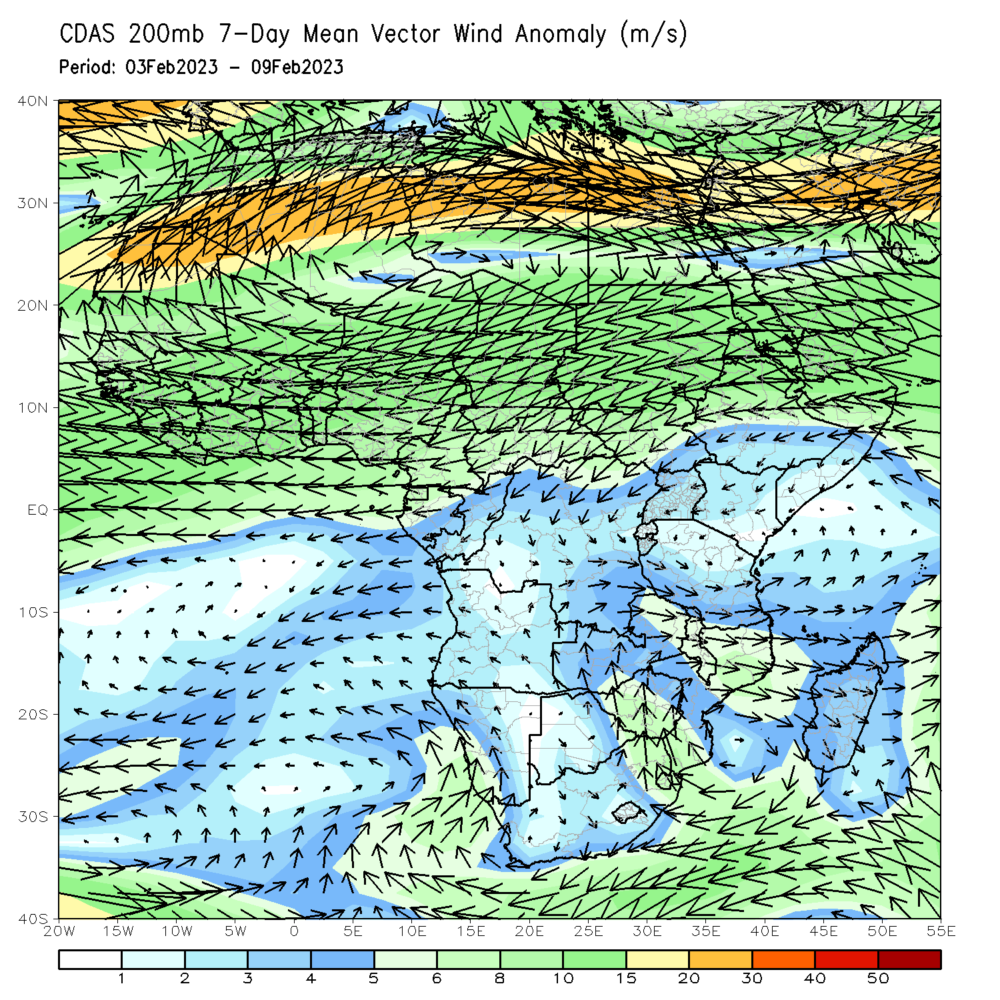 CDAS 200mb 7-Day Mean Vector Wind Anomaly (m/s)
Period: 03Feb2023 - 09Feb2023
40N
30N
20N
10N
EQ
10S
20S
30S
40S
20W 15W 10W 5W 0 5E 10E 15E 20E 25E 30E 35E 40E 45E 50E 55E
1 2 3 4 5 6 8 10 15 20 30 40 50